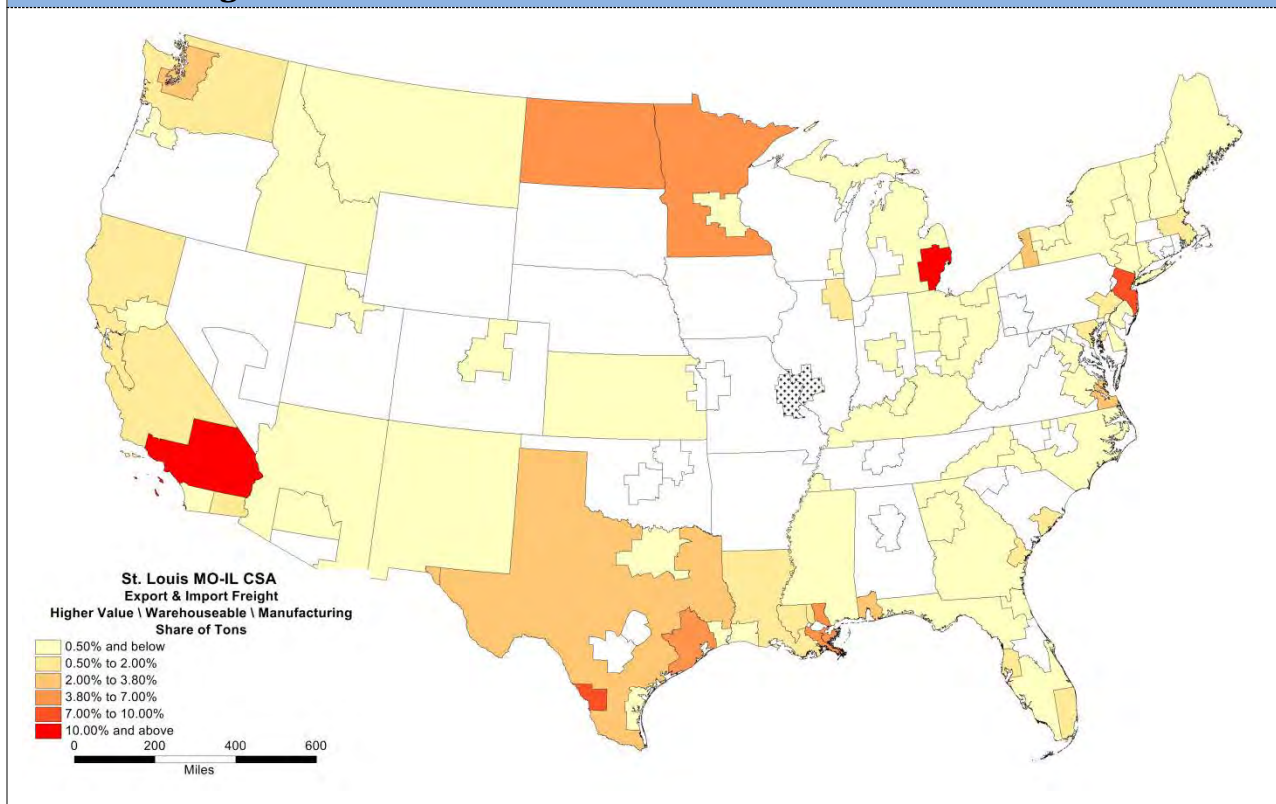 St. Louis MO-IL CSA
Export & Import Freight
Higher Value \ Warehouseable \ Manufacturing
Share of Tons
0.50% and below
0.50% to 2.00%
2.00% to 3.80%
3.80% to 7.00%
7.00% to 10.00%
10.00% and above
0 200 400 600
Miles